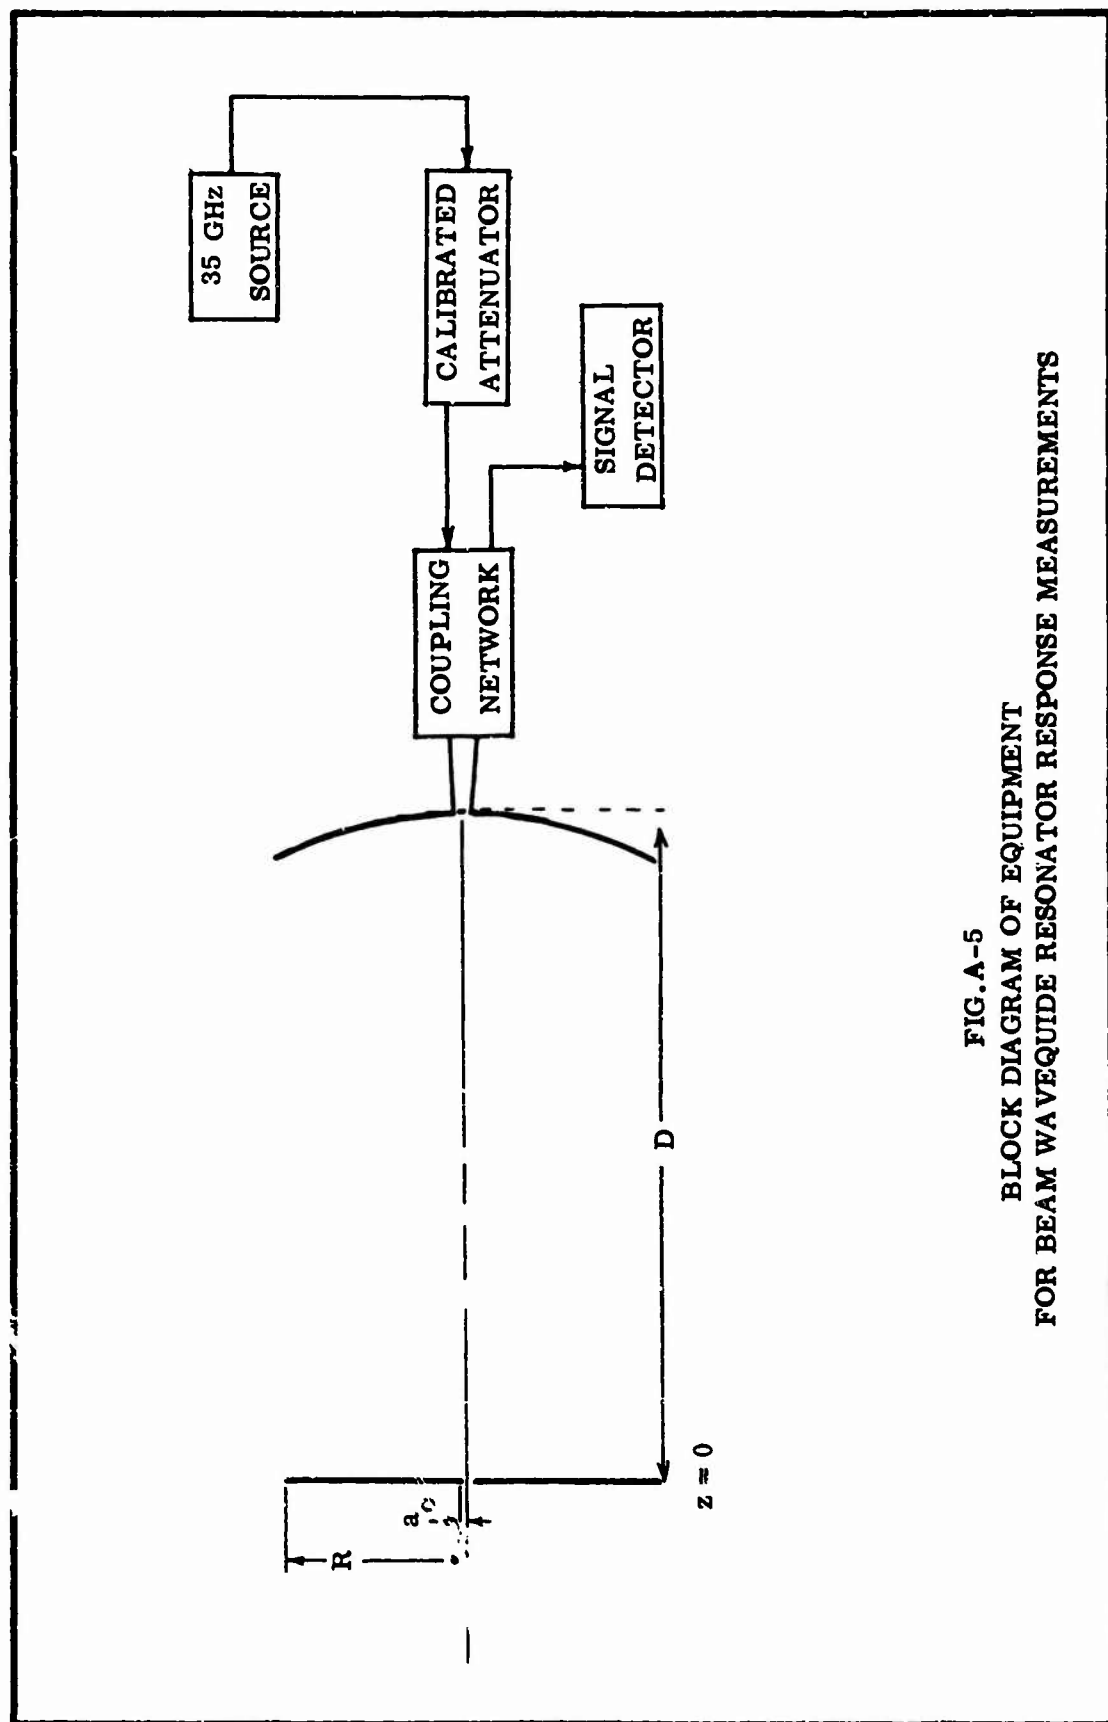 35 GHz
SOURCE
CALIBRATED
ATTENUATOR
COUPLING
NETWORK
SIGNAL
DETECTOR
D
R
a
z = 0
FIG.A-5
BLOCK DIAGRAM OF EQUIPMENT
FOR BEAM WAVEQUIDE RESONATOR RESPONSE MEASUREMENTS